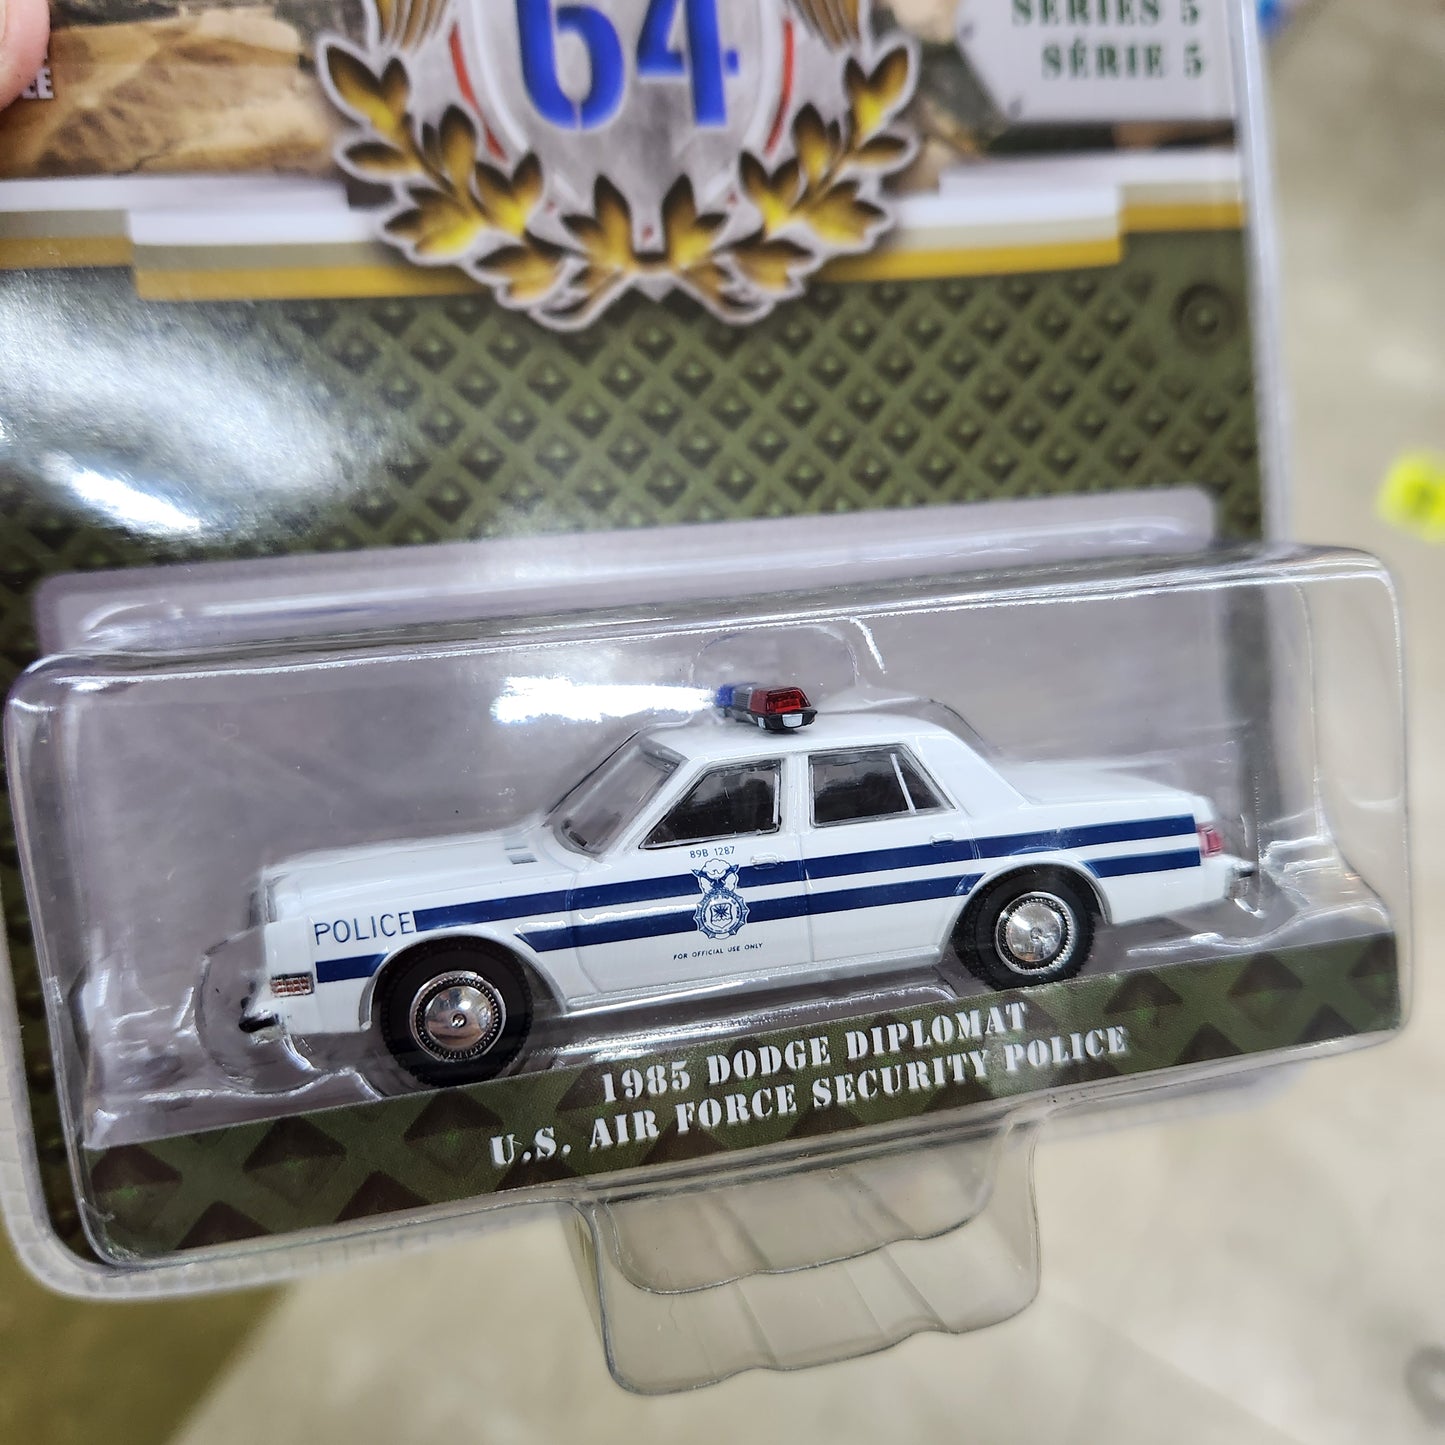 64
SERIES 5
SÉRIE 5
LE
89B 1287
POLICE
FOR OFFICIAL USE ONLY
1985 DODGE DIPLOMAT
U.S. AIR FORCE SECURITY POLICE